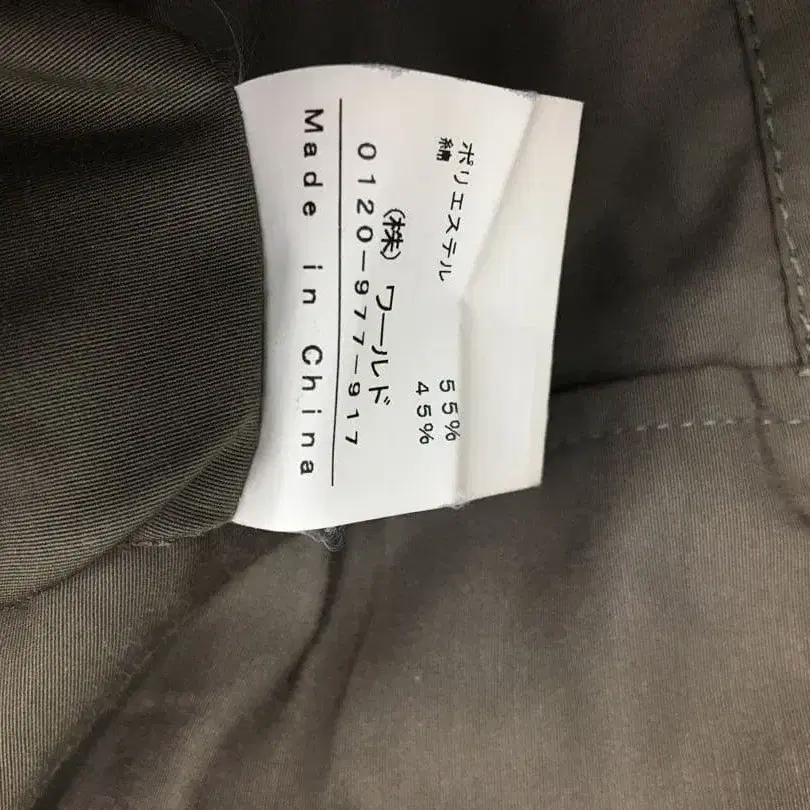 ポリエステル 55%
綿 45%
(株)ワールド
0120-977-917
Made in China